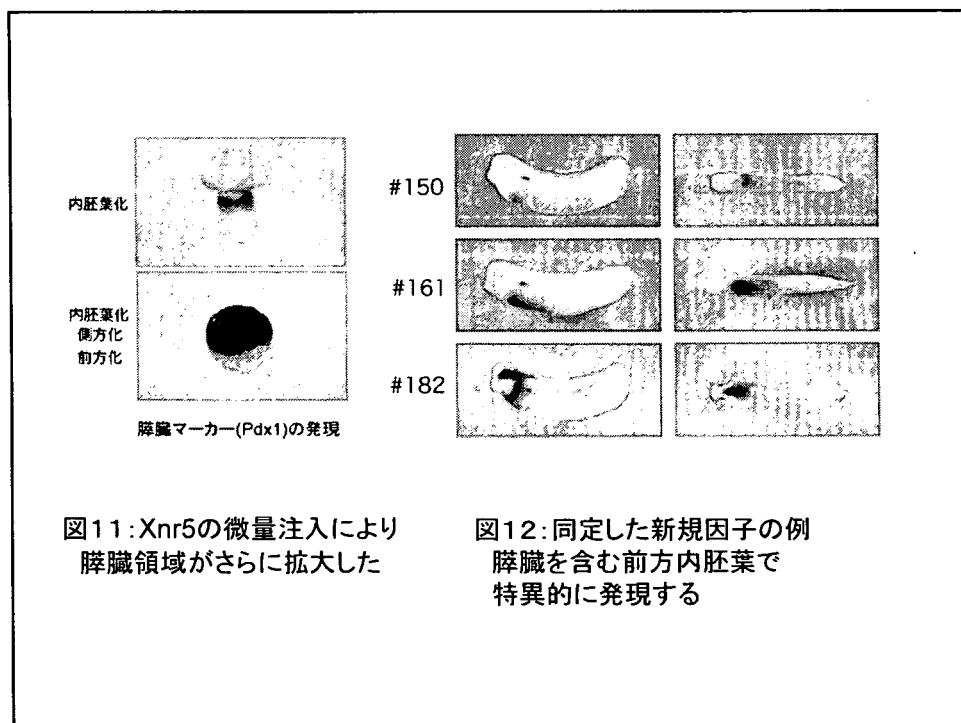 内胚葉化
内胚葉化
側方化
前方化
膵臓マーカー(Pdx1)の発現
図11:Xnr5の微量注入により
膵臓領域がさらに拡大した
#150
#161
#182
図12:同定した新規因子の例
膵臓を含む前方内胚葉で
特異的に発現する